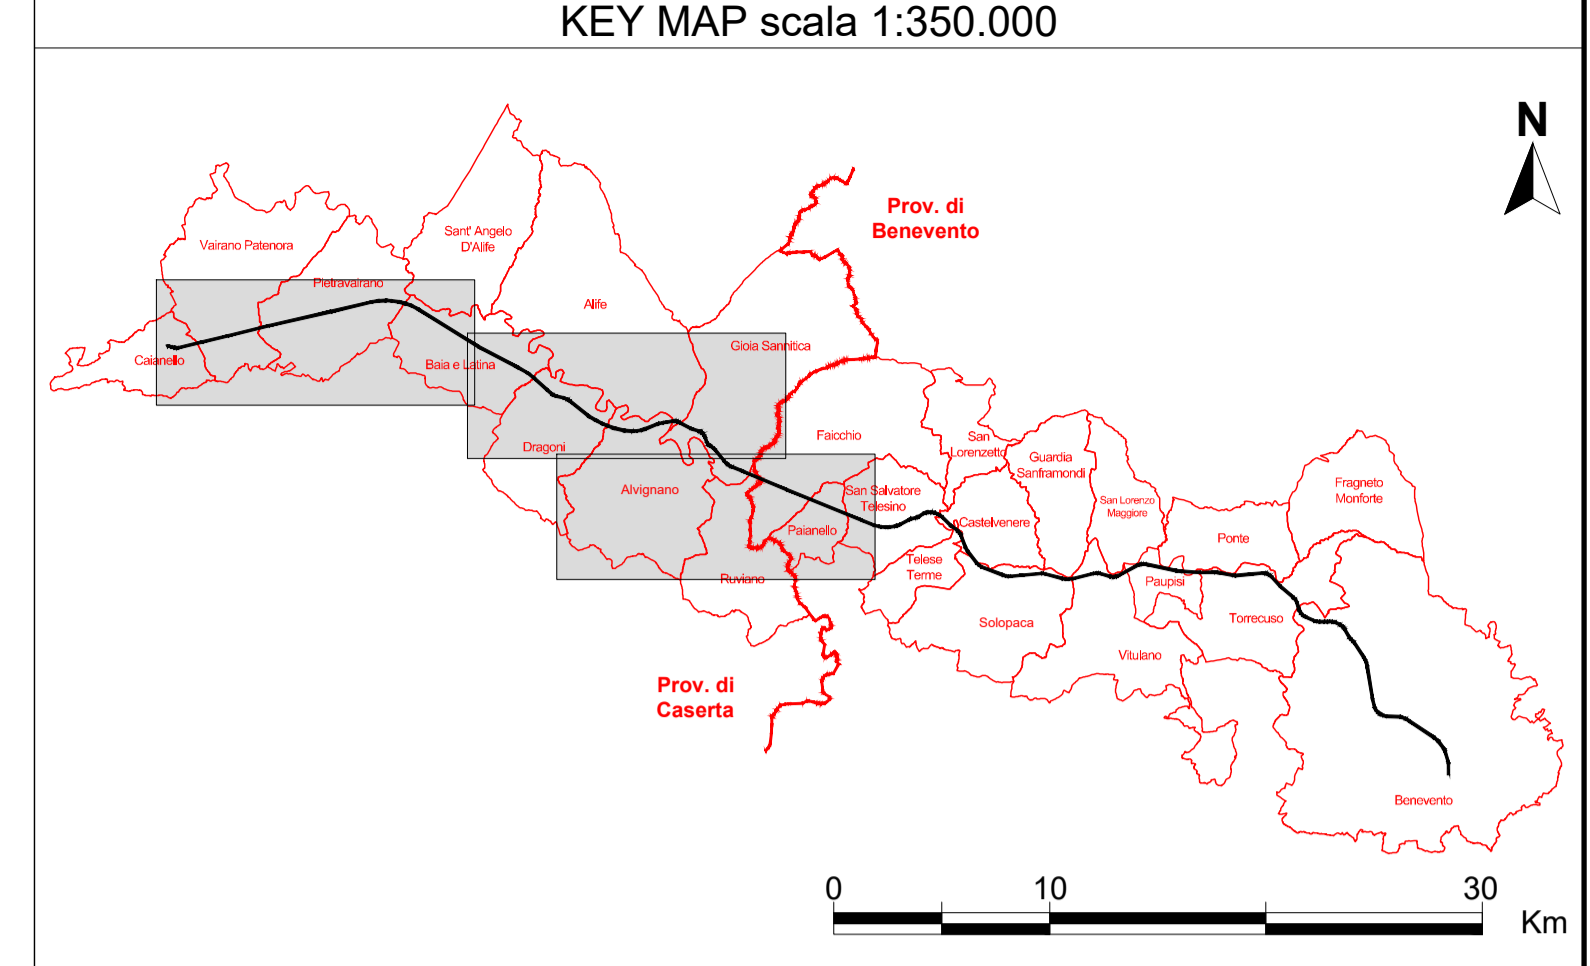 KEY MAP scala 1:350.000
N
Prov. di
Benevento
Sant' Angelo
D'Alife
Vairano Patenora
Pietravairano
Alife
Gioia Sannitica
Caianello
Baia e Latina
Faicchio
San
Lorenzetto
Dragoni
Guardia
Sanframondi
Alvignano
San Salvatore
Telesino
San Lorenzo
Maggiore
Fragneto
Monforte
Castelvenere
Paianello
Ponte
Telese
Terme
Ruviano
Paupisi
Solopaca
Torrecuso
Vitulano
Prov. di
Caserta
Benevento
0 10 30
Km